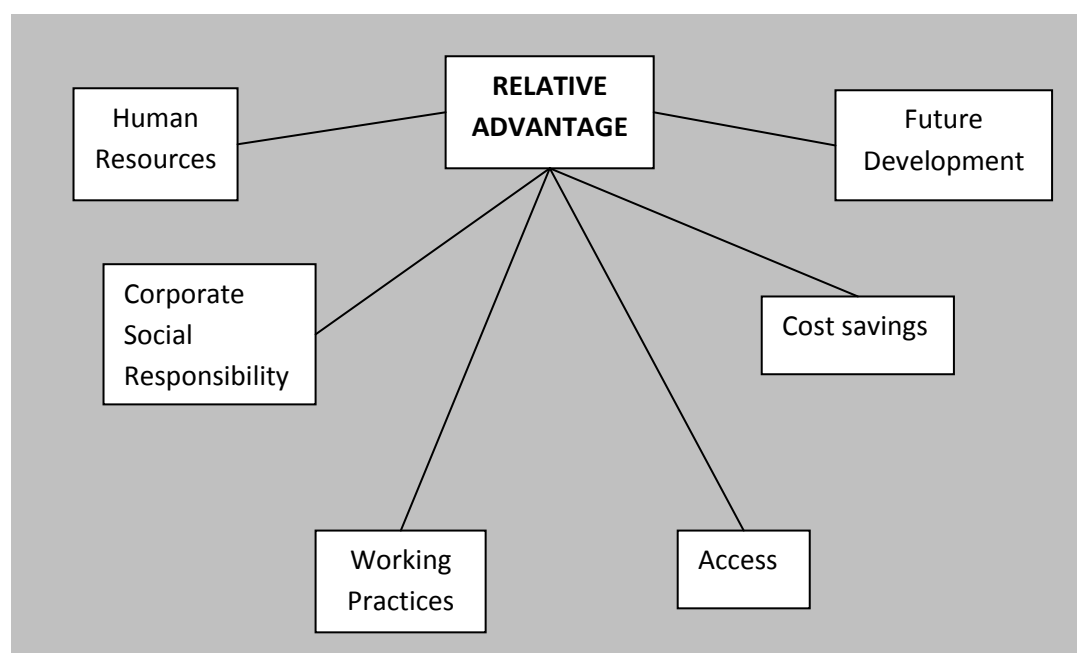 RELATIVE
ADVANTAGE
Human
Resources
Future
Development
Corporate
Social
Responsibility
Cost savings
Working
Practices
Access